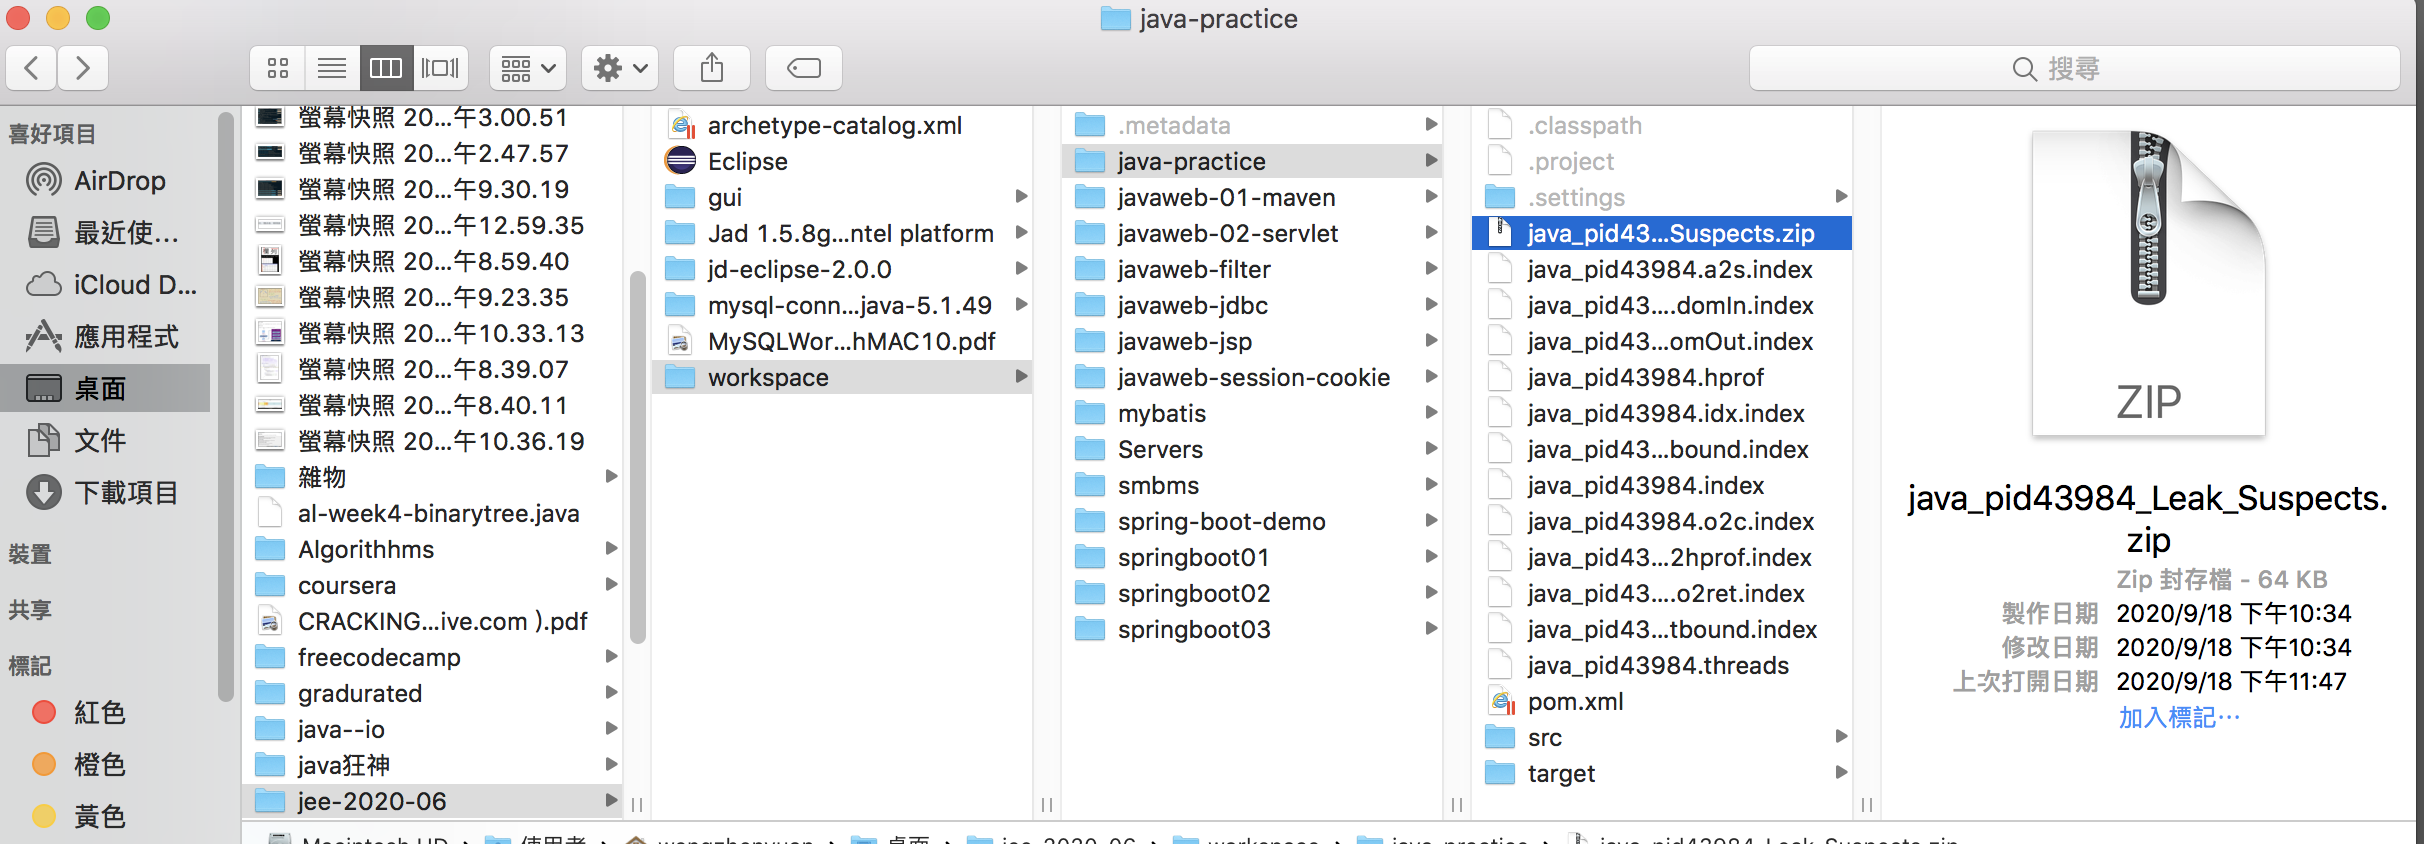 java-practice
搜尋
喜好項目
AirDrop
最近使...
iCloud D...
應用程式
桌面
文件
下載項目
裝置
共享
標記
紅色
橙色
黃色
螢幕快照 20...午3.00.51
螢幕快照 20...午2.47.57
螢幕快照 20...午9.30.19
螢幕快照 20...午12.59.35
螢幕快照 20...午8.59.40
螢幕快照 20...午9.23.35
螢幕快照 20...午10.33.13
螢幕快照 20...午8.39.07
螢幕快照 20...午8.40.11
螢幕快照 20...午10.36.19
雜物
al-week4-binarytree.java
Algorithhms
coursera
CRACKING...ive.com ).pdf
freecodecamp
gradurated
java--io
java狂神
jee-2020-06
archetype-catalog.xml
Eclipse
gui
Jad 1.5.8g...ntel platform
jd-eclipse-2.0.0
mysql-conn...java-5.1.49
MySQLWor...hMAC10.pdf
workspace
.metadata
java-practice
javaweb-01-maven
javaweb-02-servlet
javaweb-filter
javaweb-jdbc
javaweb-jsp
javaweb-session-cookie
mybatis
Servers
smbms
spring-boot-demo
springboot01
springboot02
springboot03
.classpath
.project
.settings
java_pid43...Suspects.zip
java_pid43984.a2s.index
java_pid43....domIn.index
java_pid43...omOut.index
java_pid43984.hprof
java_pid43984.idx.index
java_pid43...bound.index
java_pid43984.index
java_pid43984.o2c.index
java_pid43...2hprof.index
java_pid43....o2ret.index
java_pid43...tbound.index
java_pid43984.threads
pom.xml
src
target
ZIP
java_pid43984_Leak_Suspects.
zip
Zip 封存檔 - 64 KB
製作日期 2020/9/18 下午10:34
修改日期 2020/9/18 下午10:34
上次打開日期 2020/9/18 下午11:47
加入標記...
Macintosh HD 使用者 桌面 jee-2020-06 workspace java-practice java_pid43984_Leak_Suspects.zip